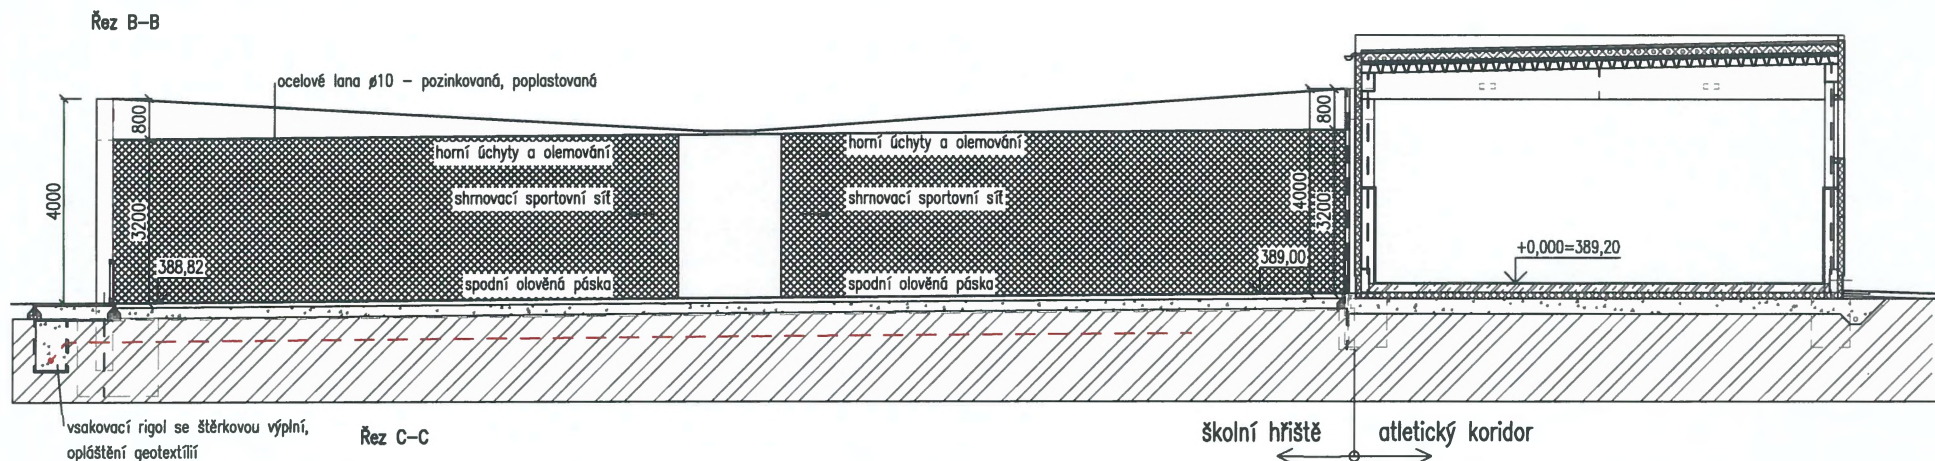 Řez B-B
ocelové lana ø10 - pozinkovaná, poplastovaná
800
800
horní úchyty a olemování
horní úchyty a olemování
4000
3200
shrnovací sportovní síť
shrnovací sportovní síť
4000
3200
+0,000=389,20
388,82
389,00
spodní olověná páska
spodní olověná páska
vsakovací rigol se štěrkovou výplní,
opláštění geotextílií
Řez C-C
školní hřiště
atletický koridor